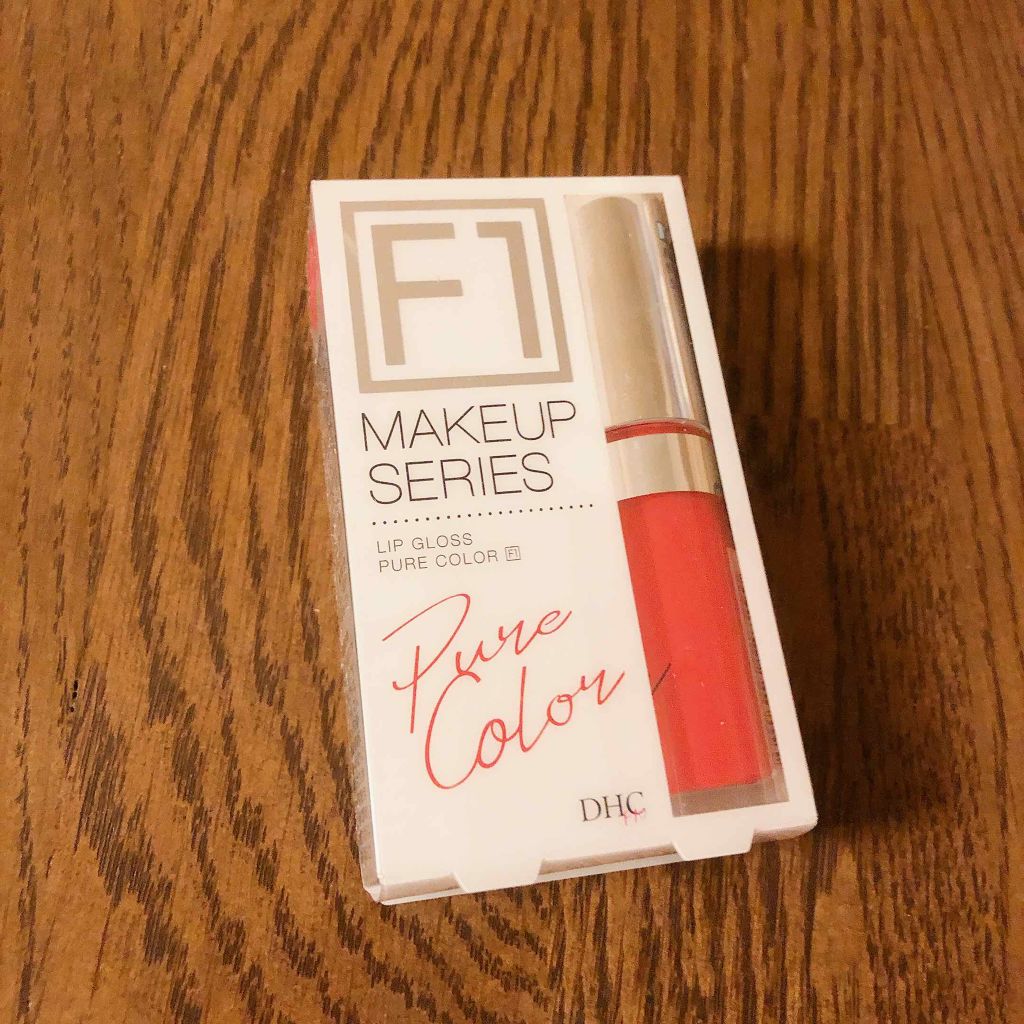 F1
MAKEUP
SERIES
LIP GLOSS
PURE COLOR F1
Pure
Color
DHC